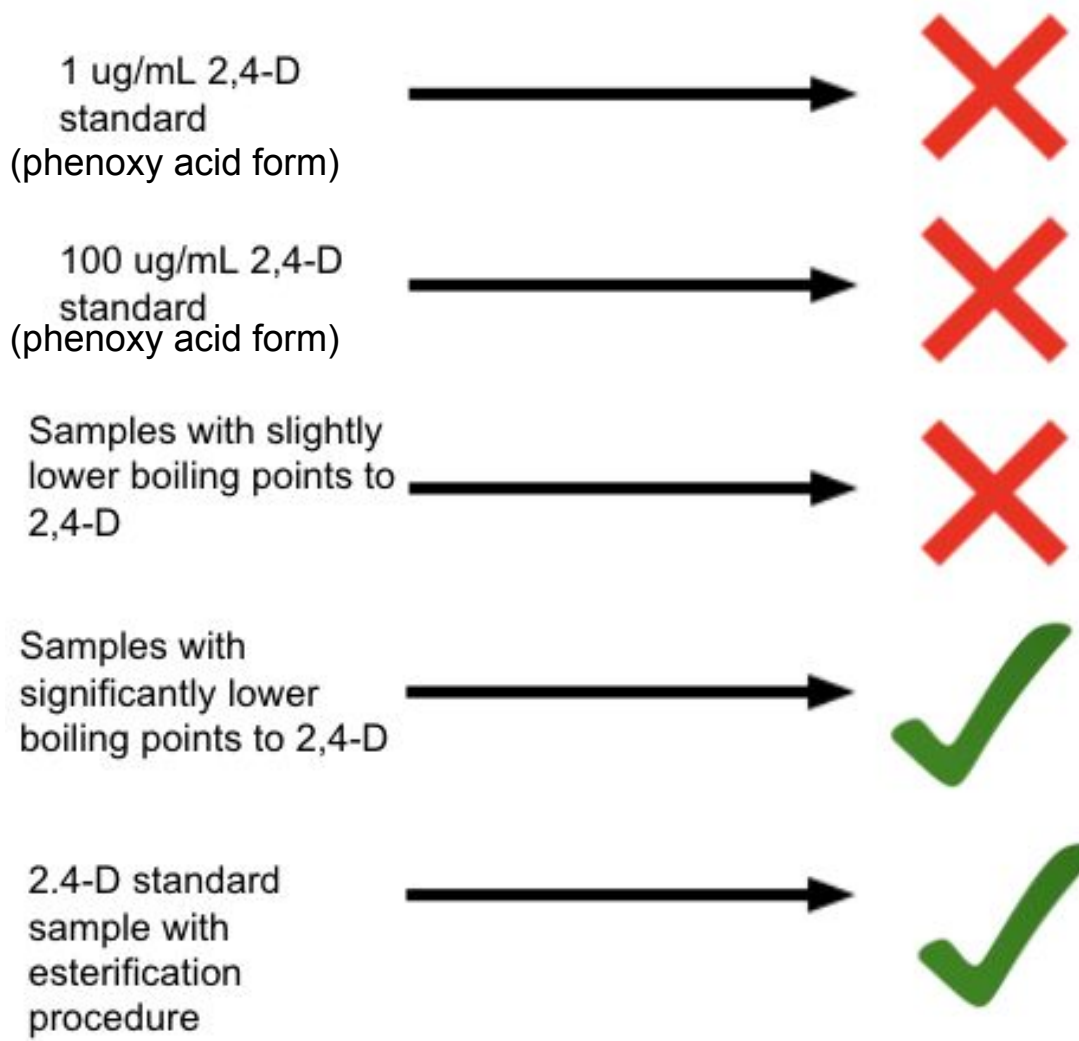 1 ug/mL 2,4-D
standard
(phenoxy acid form)
100 ug/mL 2,4-D
standard
(phenoxy acid form)
Samples with slightly
lower boiling points to
2,4-D
Samples with
significantly lower
boiling points to 2,4-D
2.4-D standard
sample with
esterification
procedure